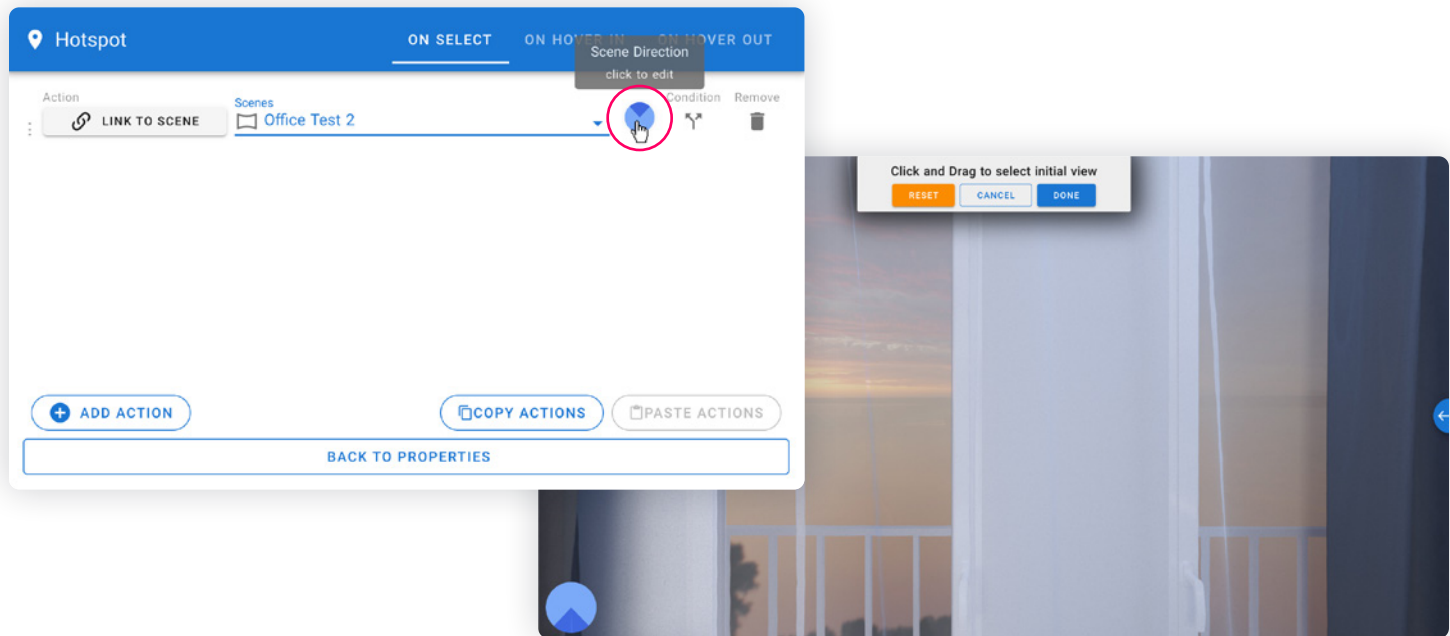 Hotspot
ON SELECT
ON HOVER IN
ON HOVER OUT
Scene Direction
click to edit
Action
Scenes
Condition
Remove
LINK TO SCENE
Office Test 2
Click and Drag to select initial view
RESET
CANCEL
DONE
ADD ACTION
COPY ACTIONS
PASTE ACTIONS
BACK TO PROPERTIES